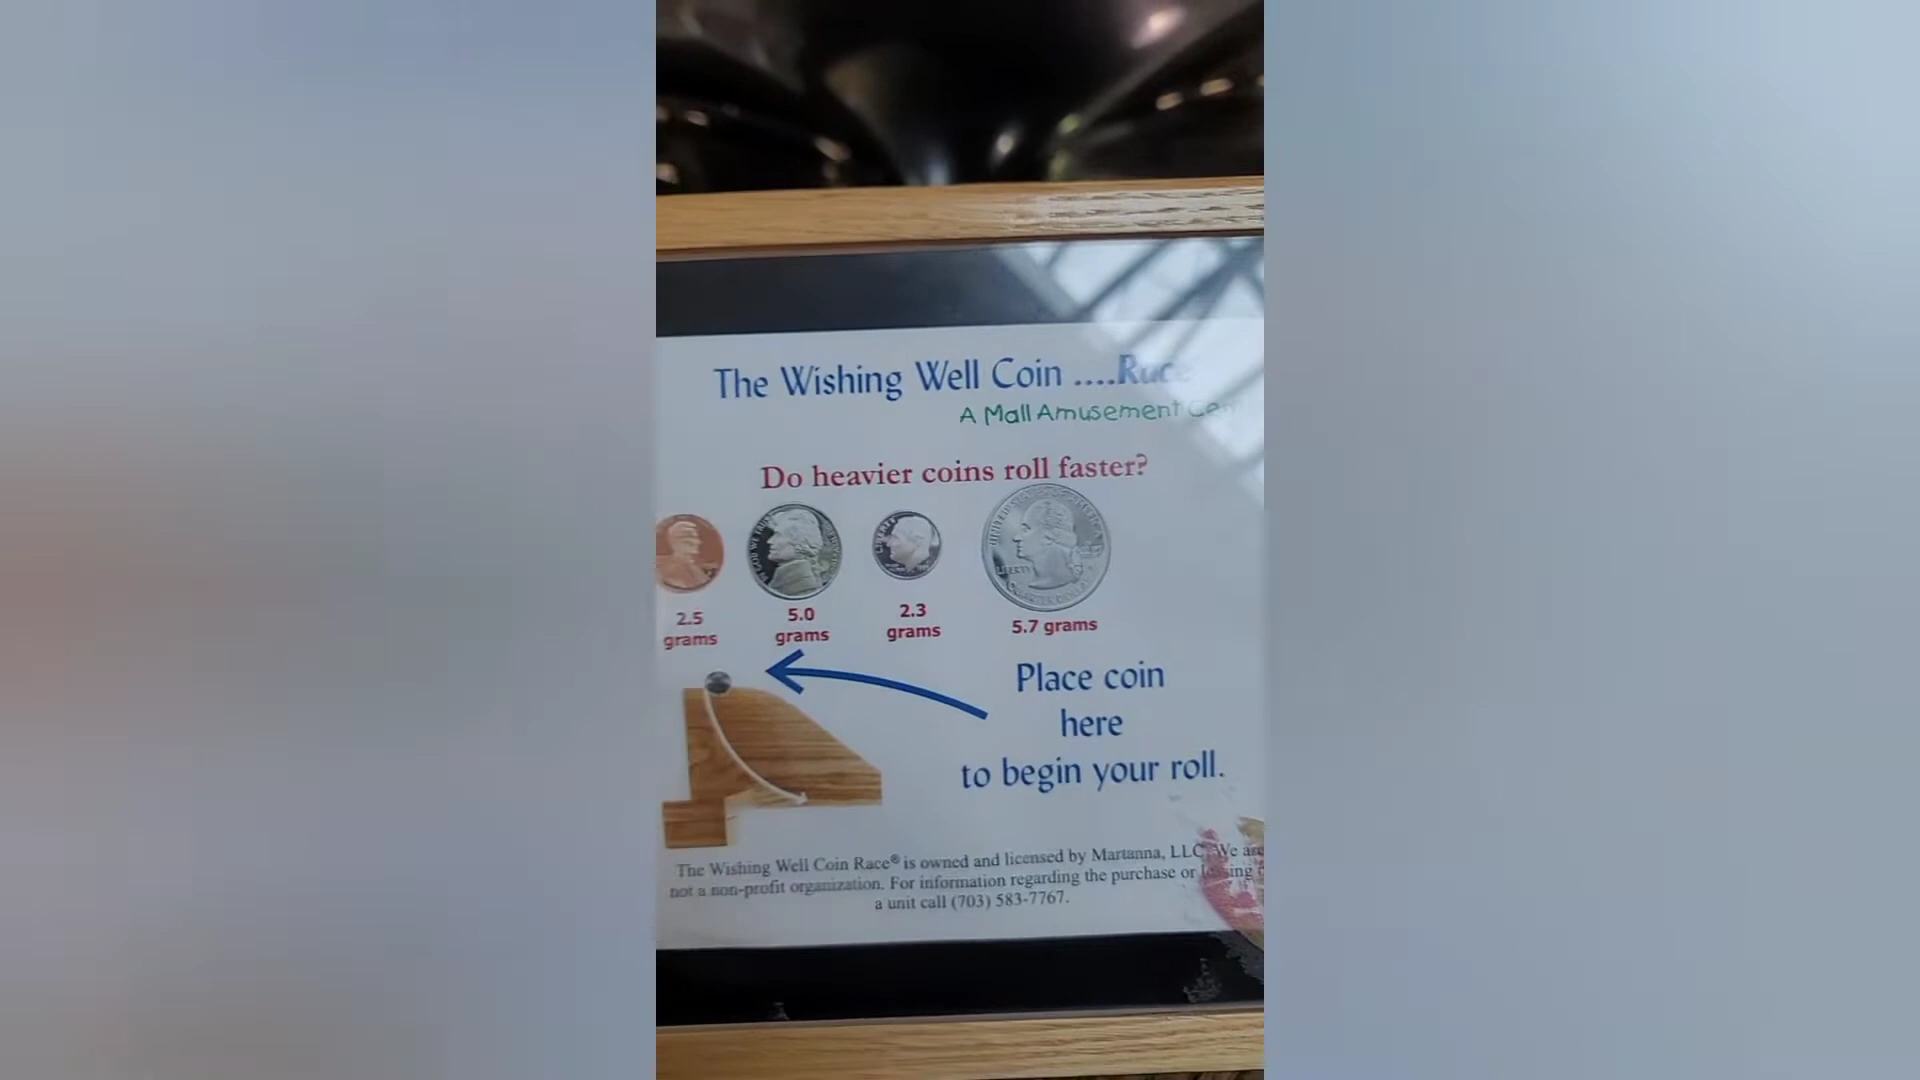 The Wishing Well Coin ....Race
A Mall Amusement
Do heavier coins roll faster?
2.5 grams
5.0 grams
2.3 grams
5.7 grams
Place coin
here
to begin your roll.
The Wishing Well Coin Race® is owned and licensed by Martanna, LLC. We are
not a non-profit organization. For information regarding the purchase or leasing
a unit call (703) 583-7767.